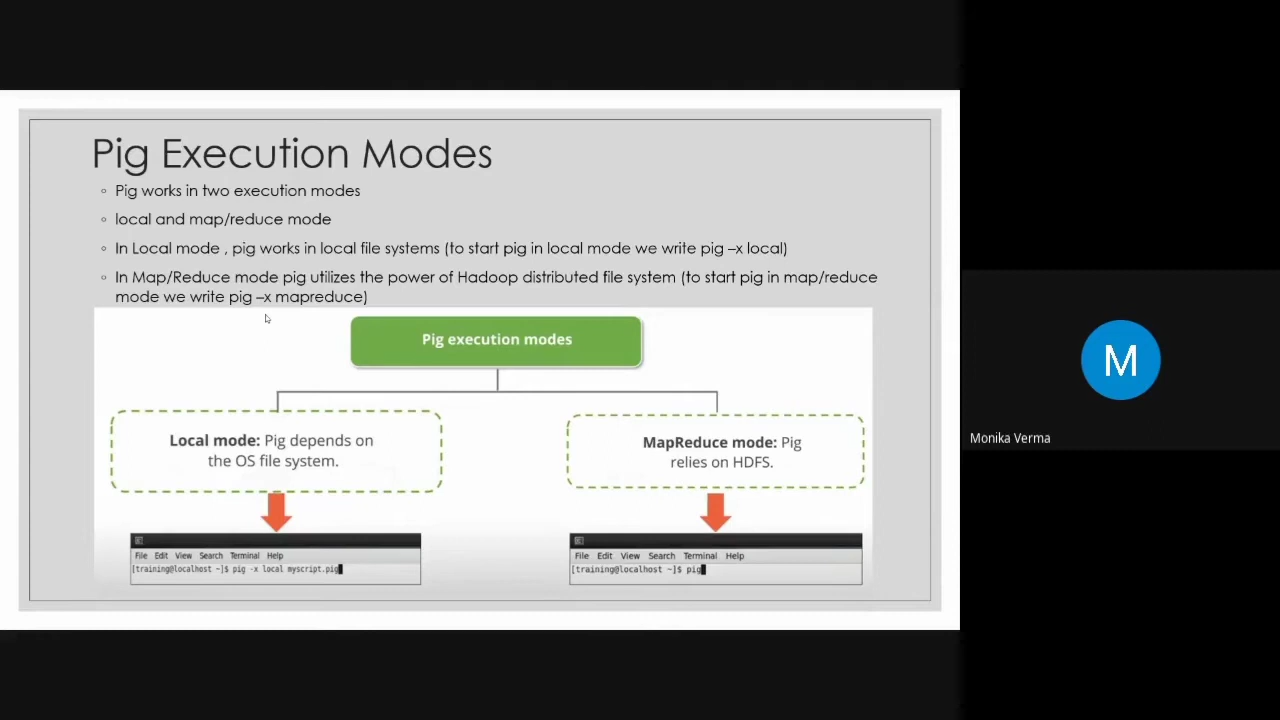 Pig Execution Modes
Pig works in two execution modes
local and map/reduce mode
In Local mode , pig works in local file systems (to start pig in local mode we write pig –x local)
In Map/Reduce mode pig utilizes the power of Hadoop distributed file system (to start pig in map/reduce
mode we write pig –x mapreduce)
Pig execution modes
Local mode: Pig depends on
the OS file system.
MapReduce mode: Pig
relies on HDFS.
File Edit View Search Terminal Help
[training@localhost ~]$ pig -x local myscript.pig
File Edit View Search Terminal Help
[training@localhost ~]$ pig
M
Monika Verma